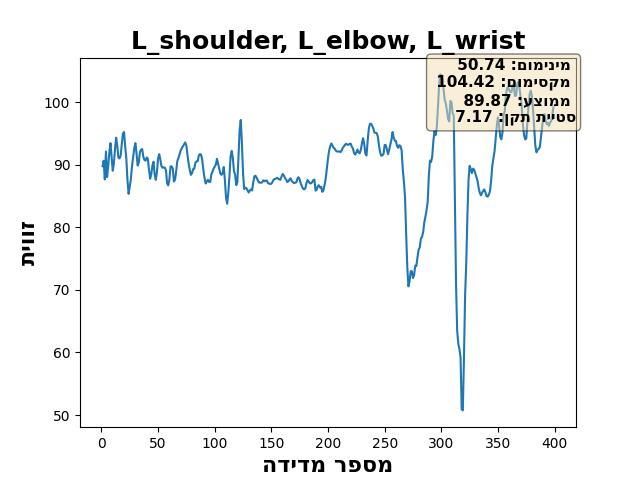 L_shoulder, L_elbow, L_wrist
מינימום: 50.74
מקסימום: 104.42
ממוצע: 89.87
סטיית תקן: 7.17
100
90
80
70
60
50
זווית
0 50 100 150 200 250 300 350 400
מספר מדידה